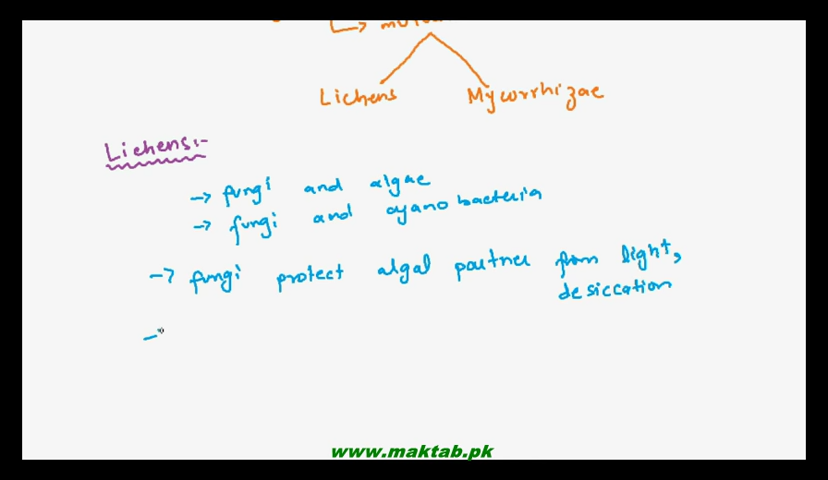 Lichens Mycorrhizae
Lichens:-
→ fungi and algae
→ fungi and cyanobacteria
→ fungi protect algal partner from light,
desiccation
www.maktab.pk